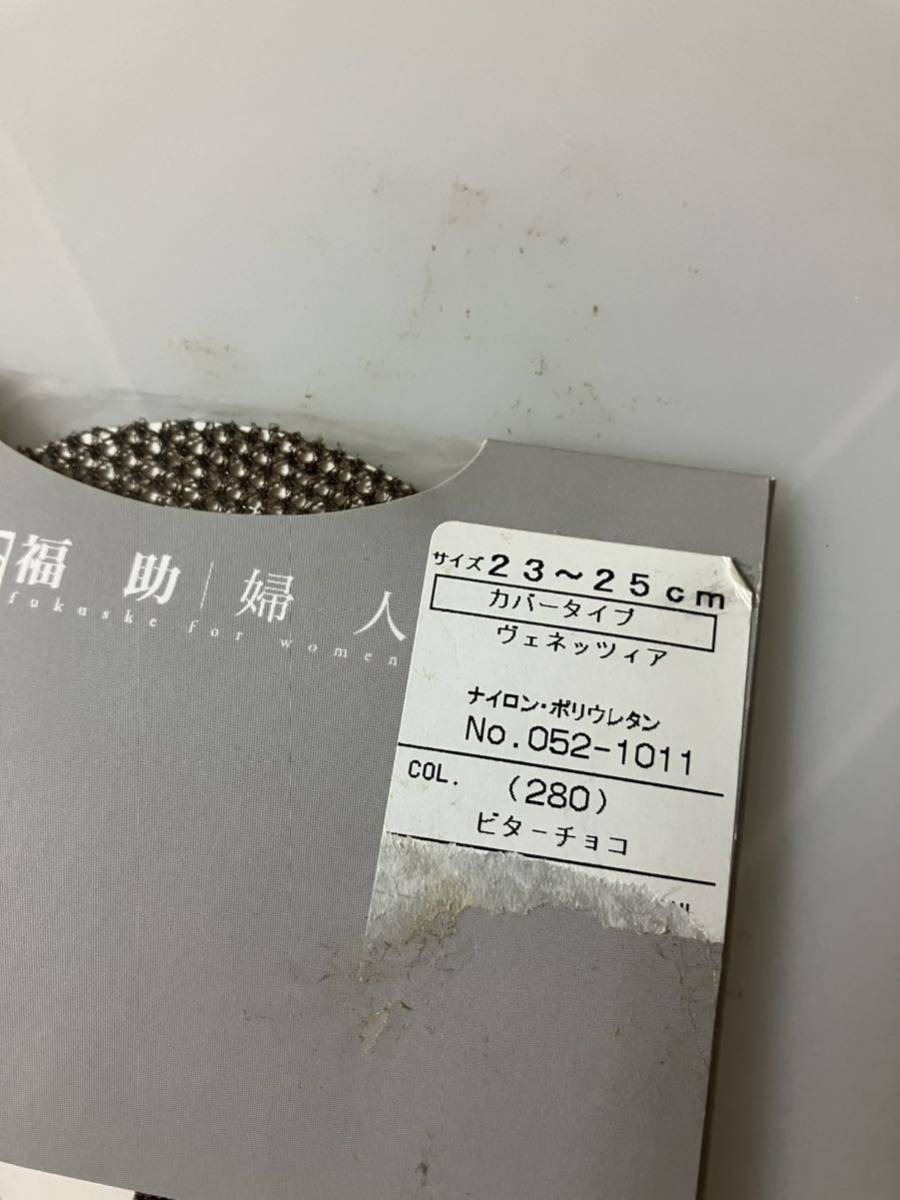 福助 婦人
fukuske for women
サイズ23~25cm
カバータイプ
ヴェネッツィア
ナイロン・ポリウレタン
No.052-1011
COL. (280)
ビターチョコ